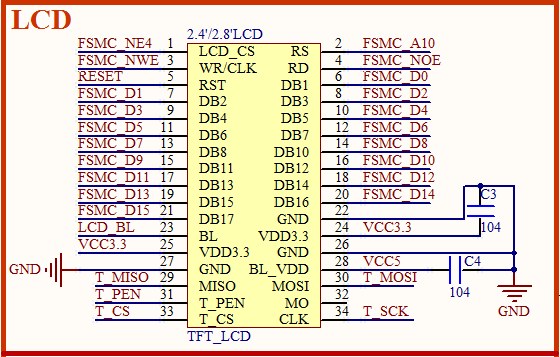 LCD
2.4'/2.8'LCD
FSMC_NE4 1 LCD_CS RS 2 FSMC_A10
FSMC_NWE 3 WR/CLK RD 4 FSMC_NOE
RESET 5 RST DB1 6 FSMC_D0
FSMC_D1 7 DB2 DB3 8 FSMC_D2
FSMC_D3 9 DB4 DB5 10 FSMC_D4
FSMC_D5 11 DB6 DB7 12 FSMC_D6
FSMC_D7 13 DB8 DB10 14 FSMC_D8
FSMC_D9 15 DB11 DB12 16 FSMC_D10
FSMC_D11 17 DB13 DB14 18 FSMC_D12
FSMC_D13 19 DB15 DB16 20 FSMC_D14 C3
FSMC_D15 21 DB17 GND 22
LCD_BL 23 BL VDD3.3 24 VCC3.3 104
VCC3.3 25 VDD3.3 GND 26
GND 27 GND BL_VDD 28 VCC5 C4
T_MISO 29 MISO MOSI 30 T_MOSI 104
T_PEN 31 T_PEN MO 32 GND
T_CS 33 T_CS CLK 34 T_SCK
TFT_LCD